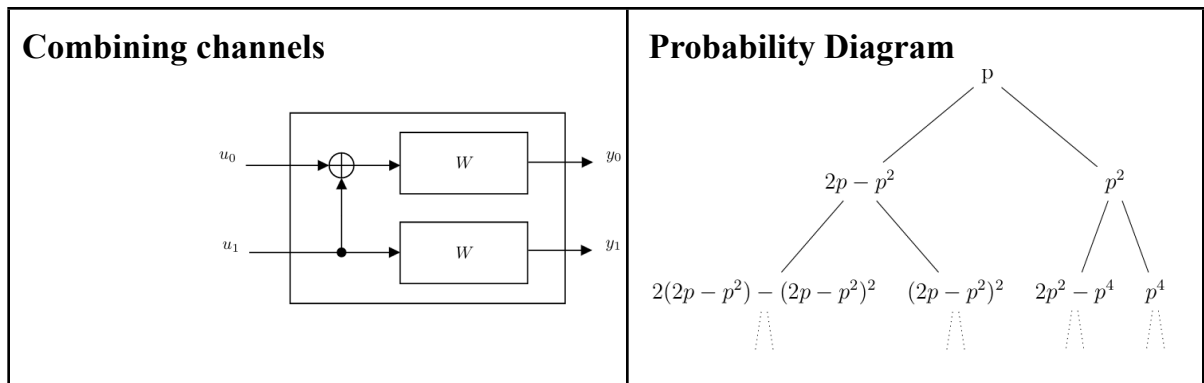 Combining channels
u₀
W
y₀
u₁
W
y₁
Probability Diagram
p
2p − p² p²
2(2p − p²) − (2p − p²)² (2p − p²)² 2p² − p⁴ p⁴